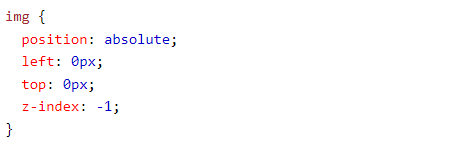 img {
  position: absolute;
  left: 0px;
  top: 0px;
  z-index: -1;
}